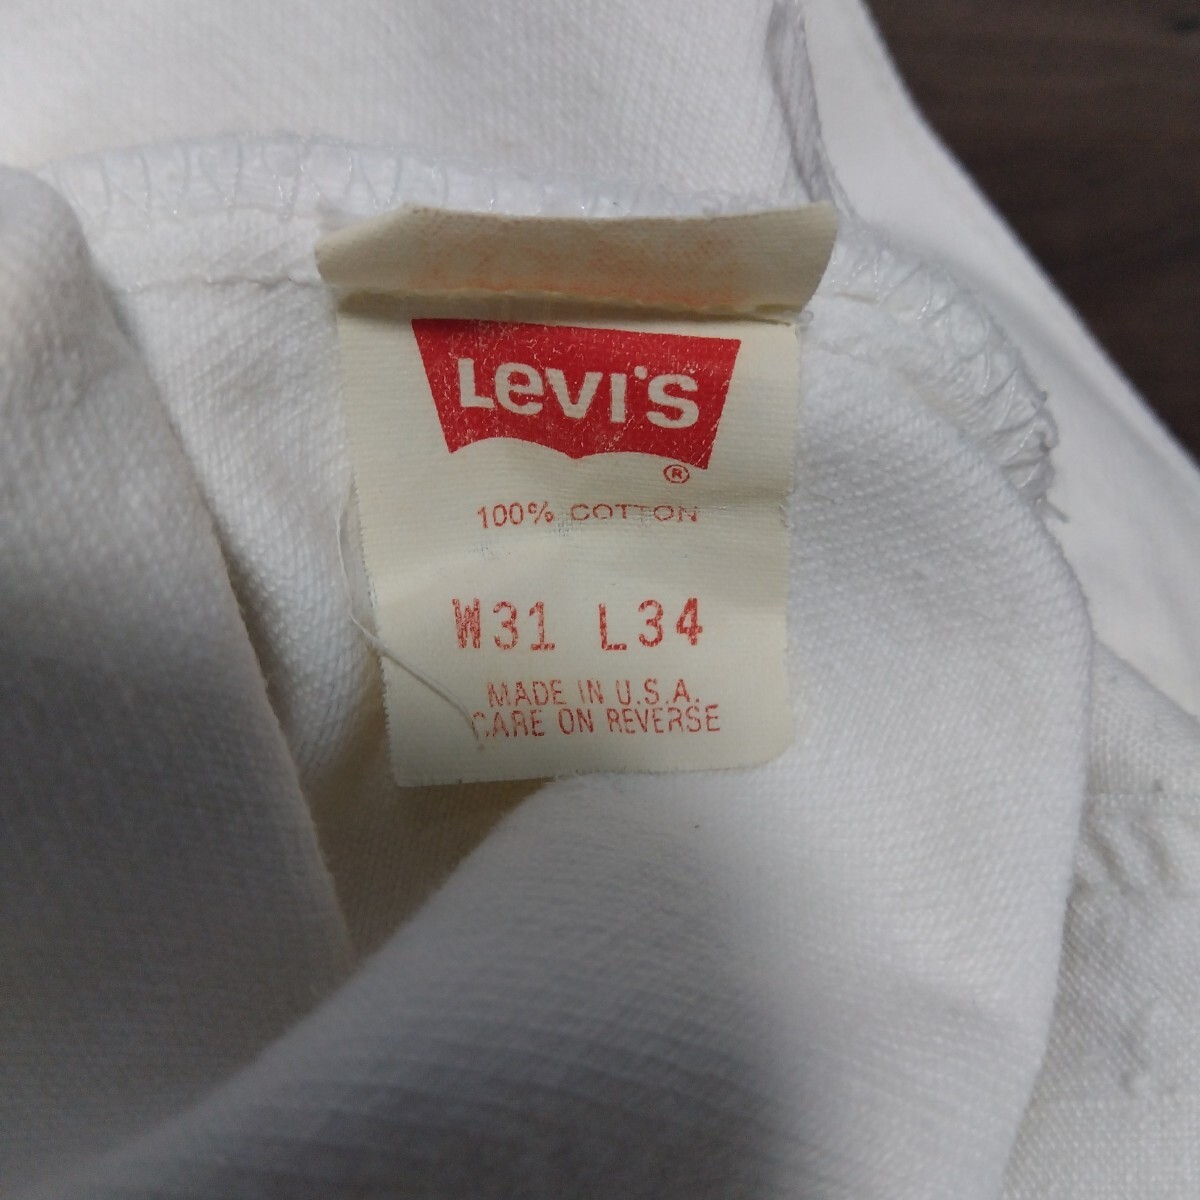 Levi's
®
100% COTTON
W31 L34
MADE IN U.S.A.
CARE ON REVERSE